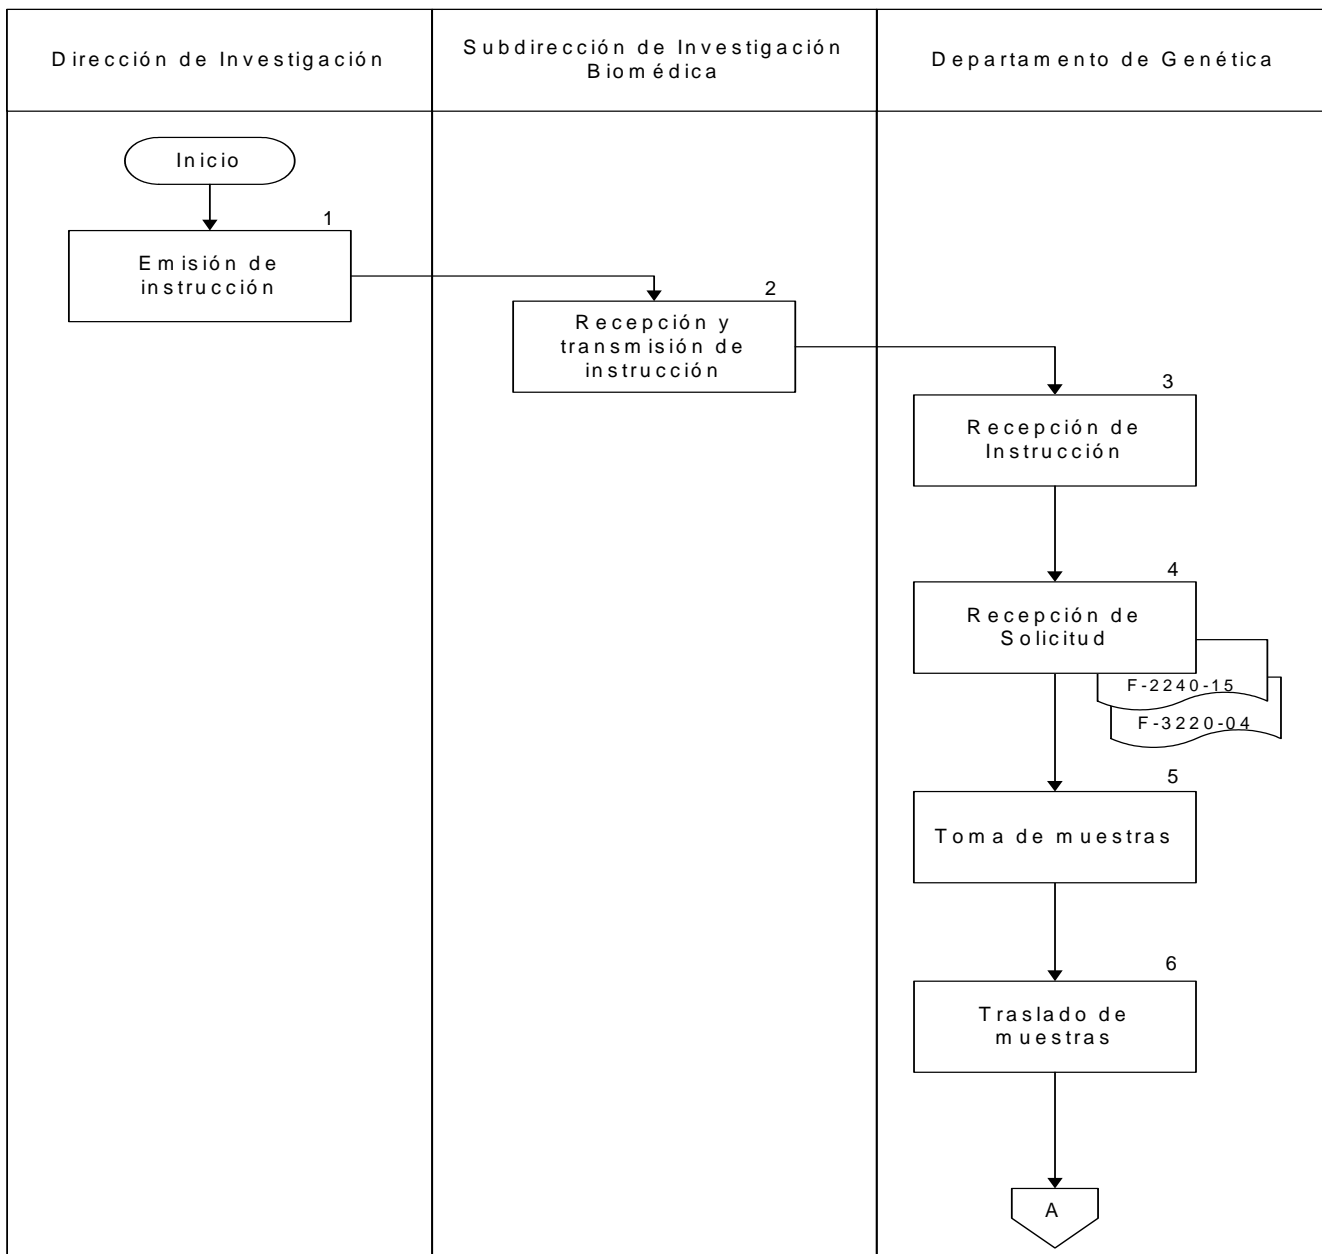 Dirección de Investigación
Subdirección de Investigación
Biomédica
Departamento de Genética
Inicio
1
Emisión de
instrucción
2
Recepción y
transmisión de
instrucción
3
Recepción de
Instrucción
4
Recepción de
Solicitud
F-2240-15
F-3220-04
5
Toma de muestras
6
Traslado de
muestras
A